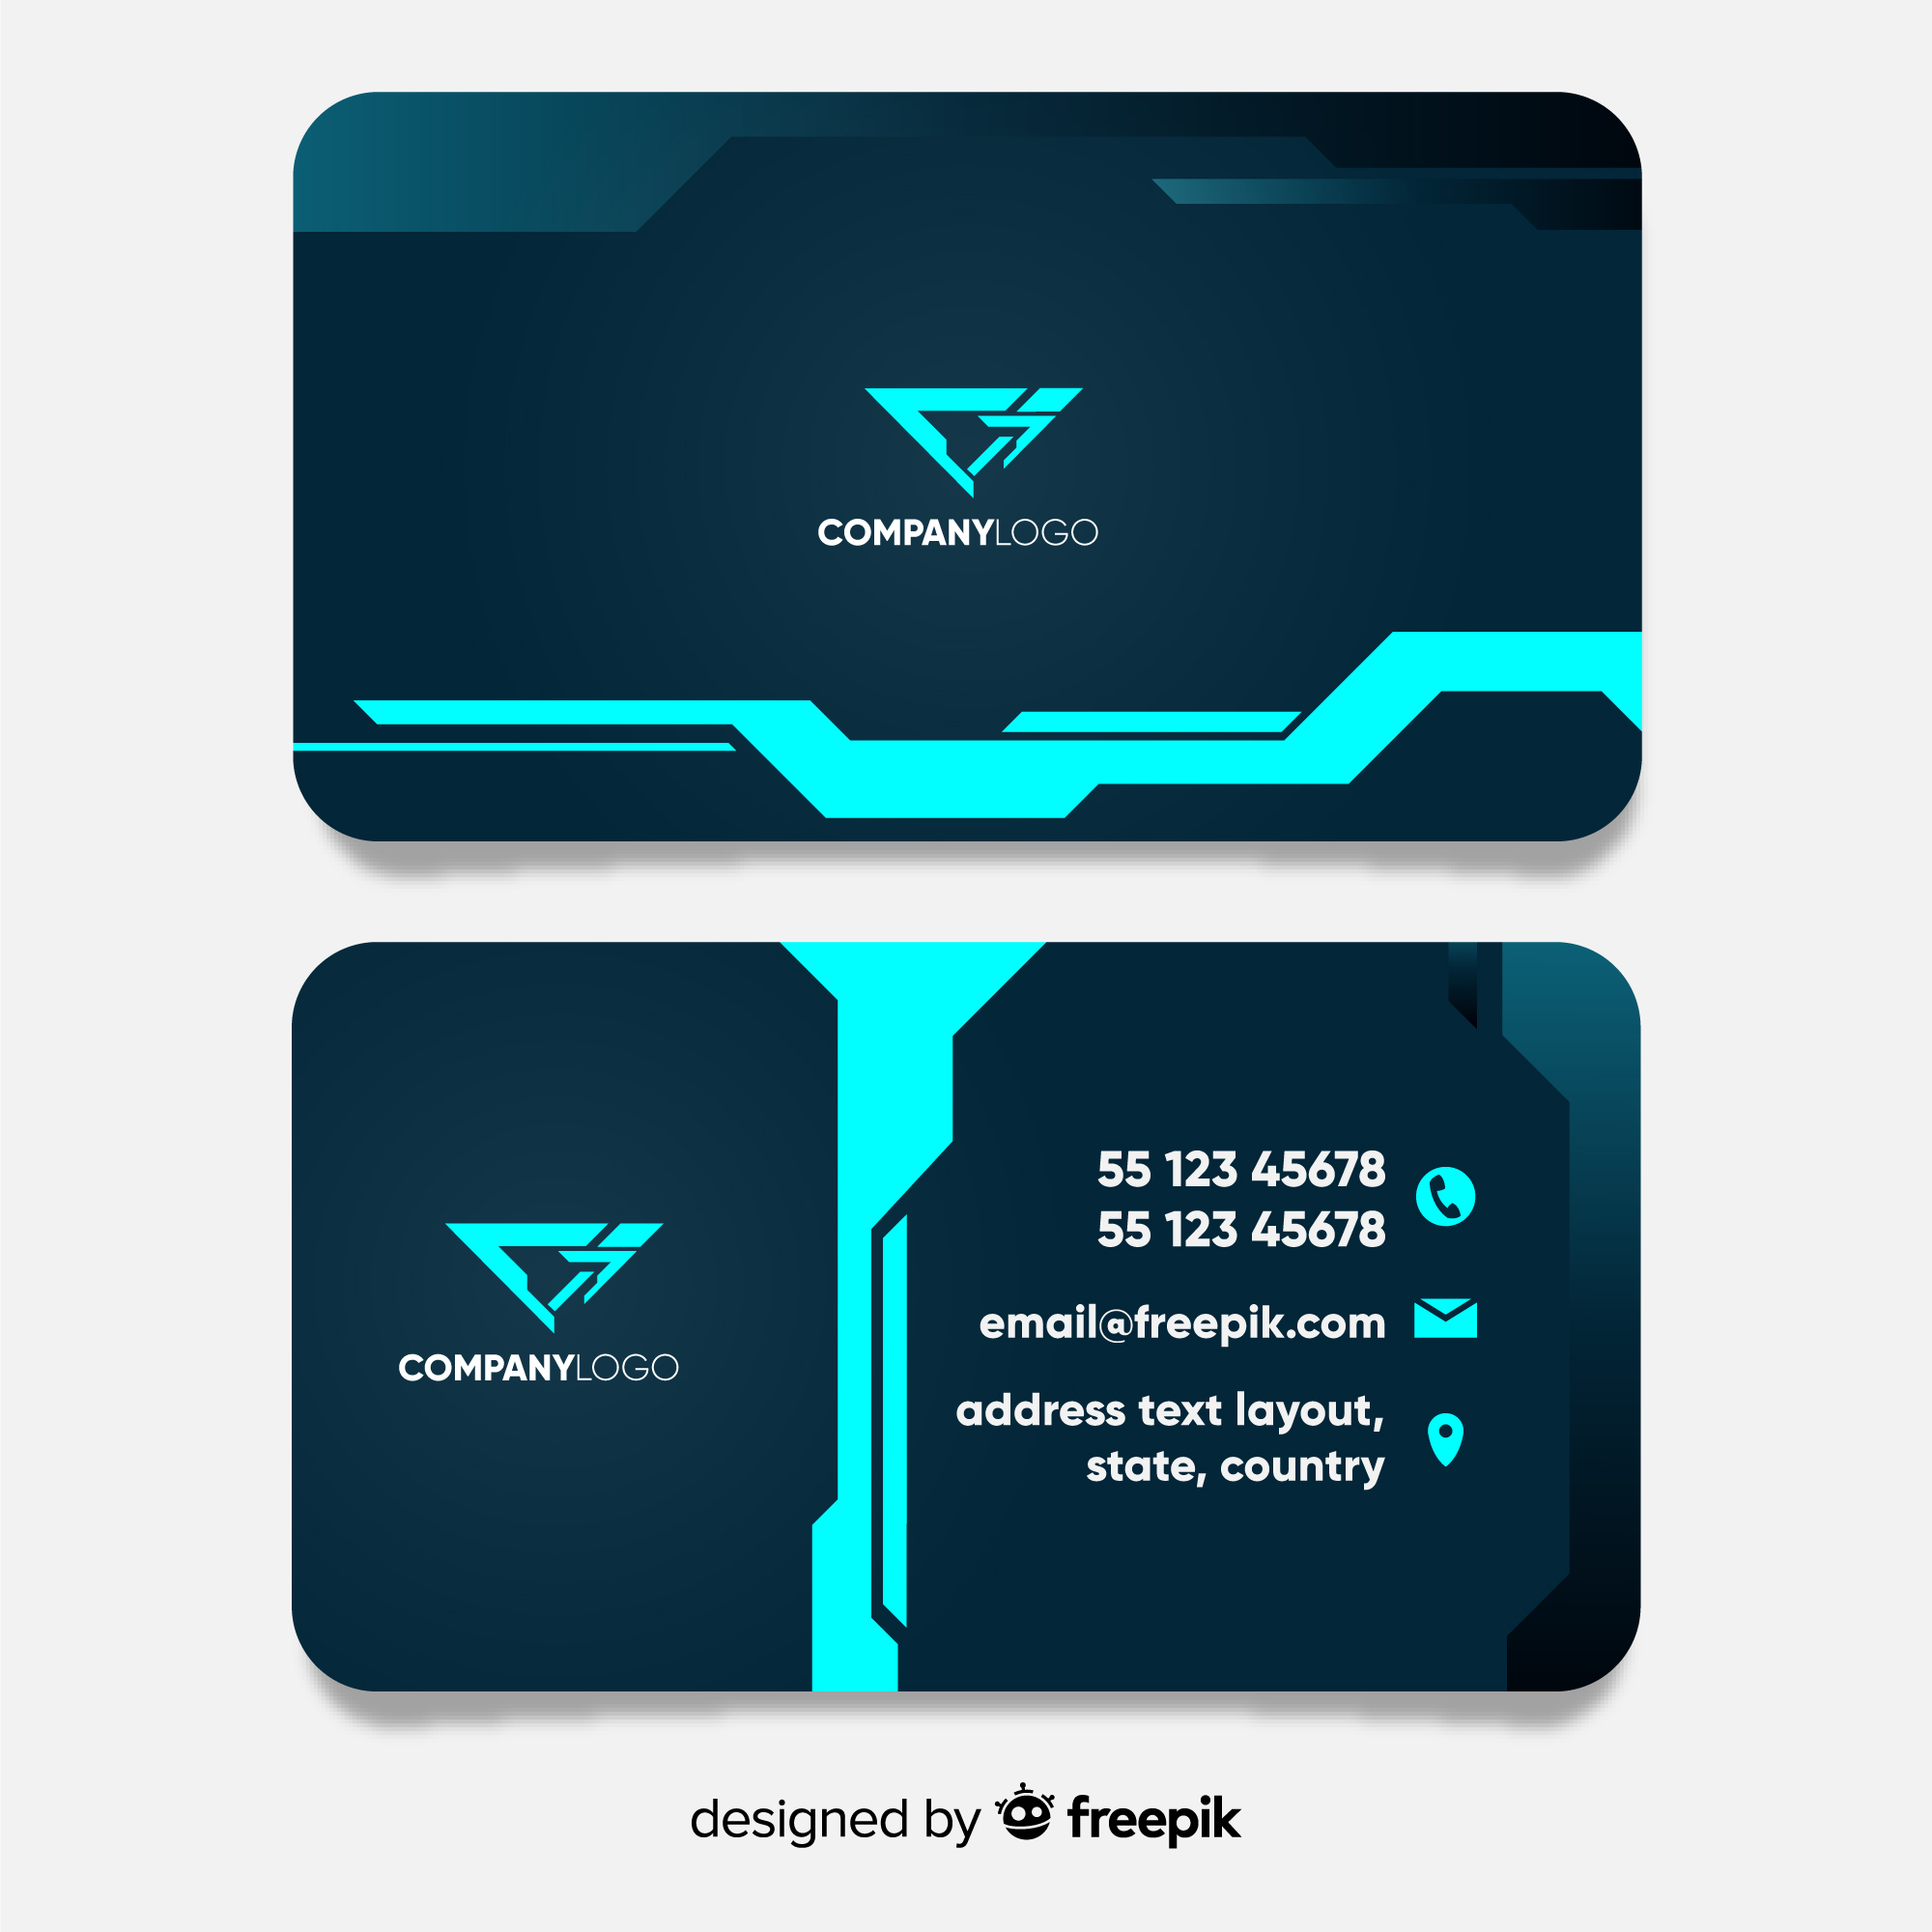 COMPANYLOGO
55 123 45678
55 123 45678
email@freepik.com
address text layout,
state, country
COMPANYLOGO
designed by freepik